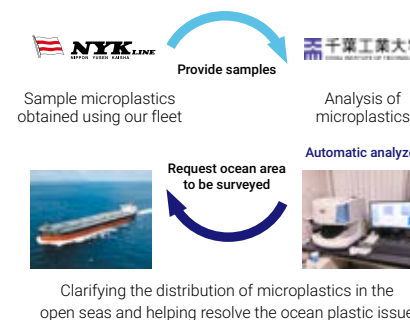 NYK LINE
NIPPON YUSEN KAISHA
千葉工業大
Provide samples
Sample microplastics
obtained using our fleet
Analysis of
microplastics
Automatic analyze
Request ocean area
to be surveyed
Clarifying the distribution of microplastics in the
open seas and helping resolve the ocean plastic issue